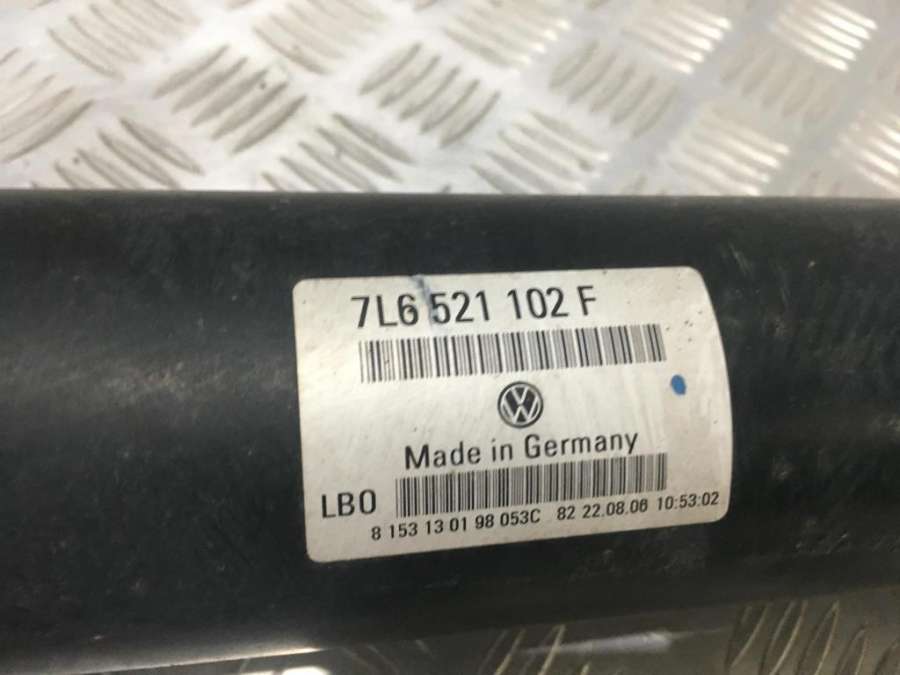 7L6 521 102 F
VW
Made in Germany
LBO
8 153 13 01 98 053C 82 22.08.06 10:53:02